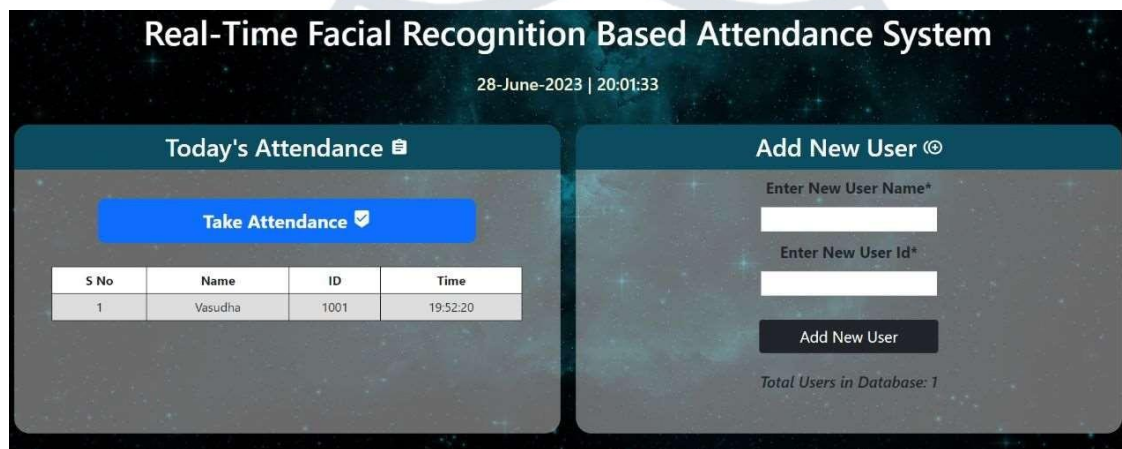 Real-Time Facial Recognition Based Attendance System
28-June-2023 | 20:01:33
Today's Attendance
Take Attendance
S No Name ID Time
1 Vasudha 1001 19:52:20
Add New User
Enter New User Name*
Enter New User Id*
Add New User
Total Users in Database: 1